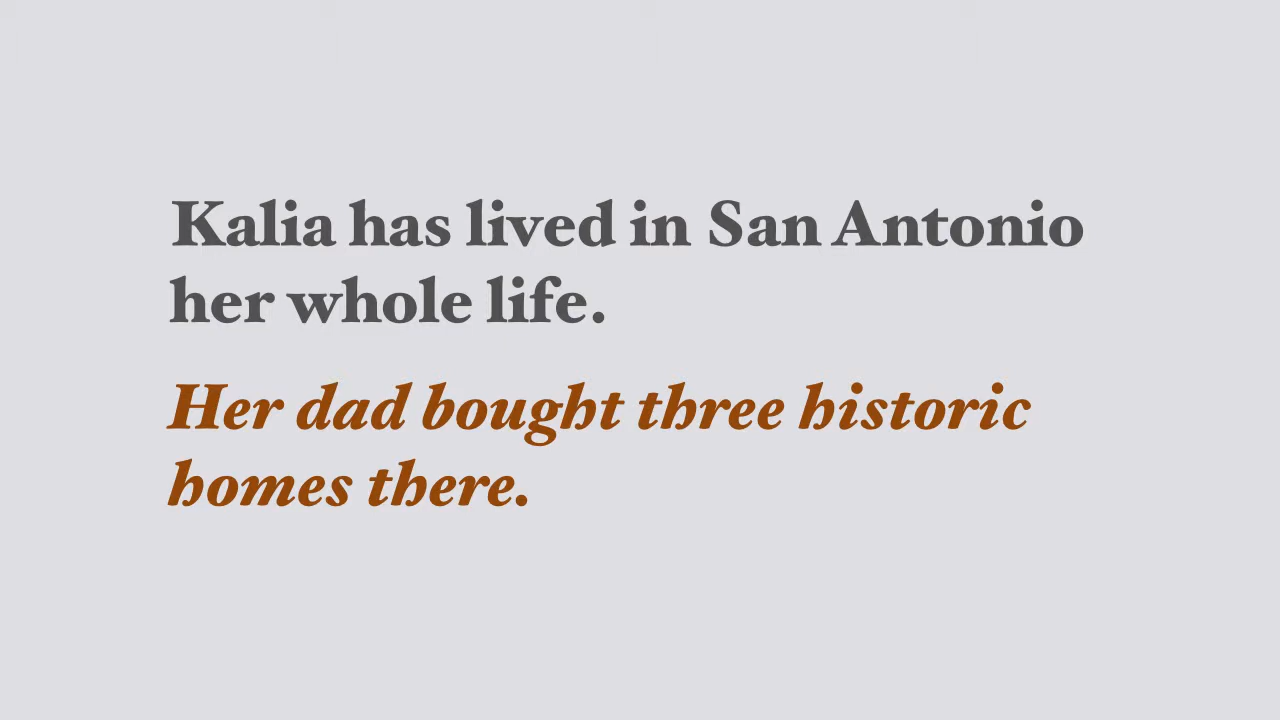 Kalia has lived in San Antonio
her whole life.
Her dad bought three historic
homes there.